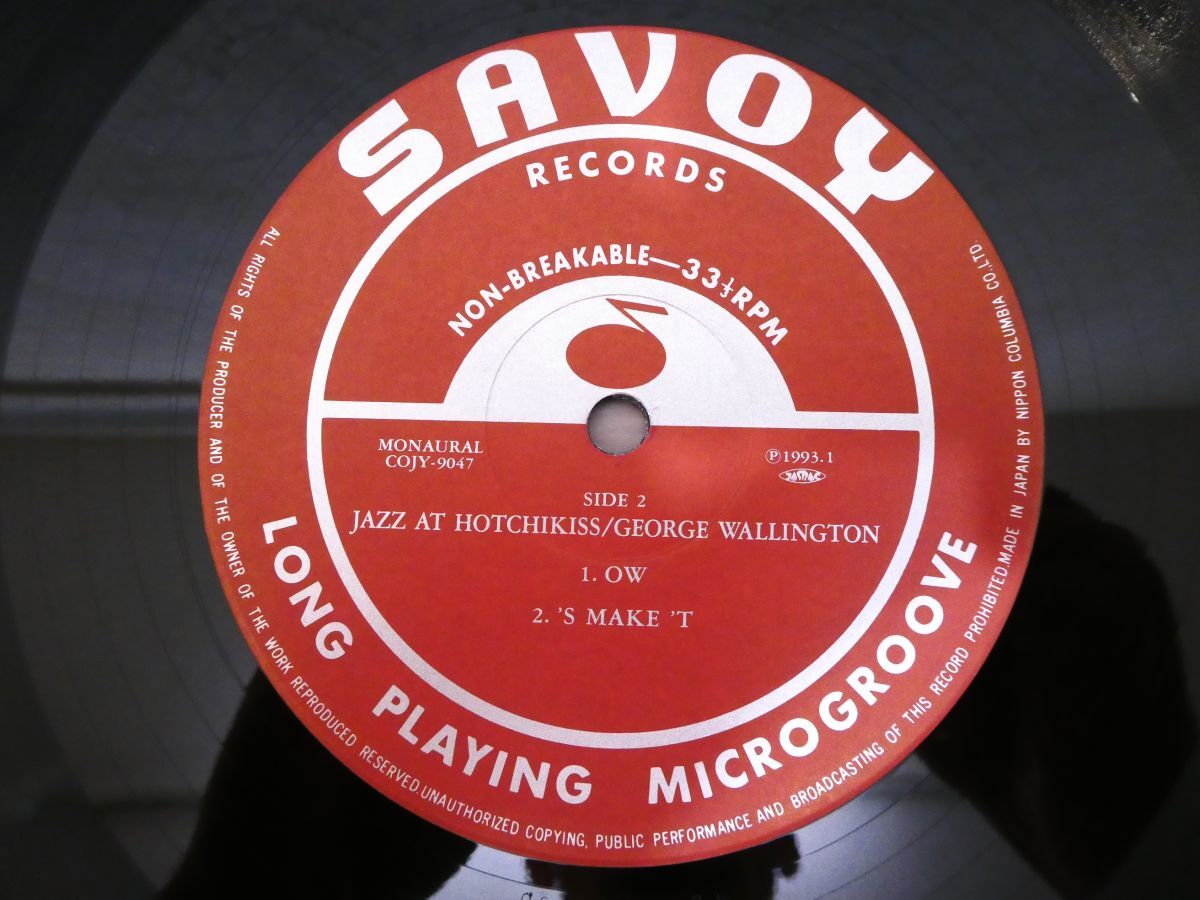 SAVOY
RECORDS
NON-BREAKABLE—33⅓RPM
MONAURAL
COJY-9047
Ⓟ1993.1
SIDE 2
JAZZ AT HOTCHIKISS/GEORGE WALLINGTON
1. OW
2. 'S MAKE 'T
LONG PLAYING MICROGROOVE
ALL RIGHTS OF THE PRODUCER AND OF THE OWNER OF THE WORK REPRODUCED RESERVED.UNAUTHORIZED COPYING, PUBLIC PERFORMANCE AND BROADCASTING OF THIS RECORD PROHIBITED.MADE IN JAPAN BY NIPPON COLUMBIA CO.,LTD